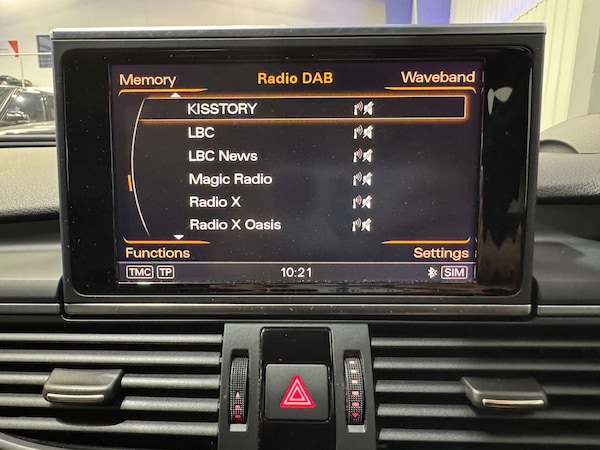 Memory Radio DAB Waveband
KISSTORY
LBC
LBC News
Magic Radio
Radio X
Radio X Oasis
Functions Settings
TMC TP 10:21 SIM